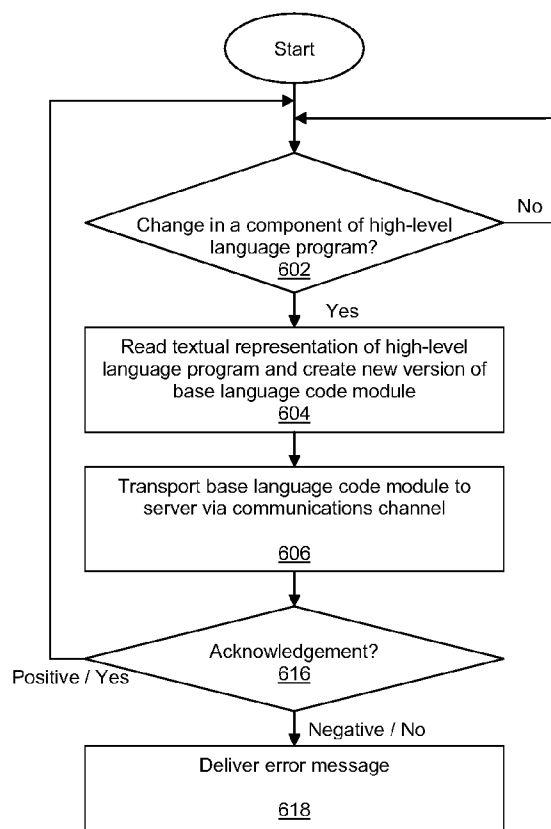 Start
Change in a component of high-level
language program?
602
No
Yes
Read textual representation of high-level
language program and create new version of
base language code module
604
Transport base language code module to
server via communications channel
606
Acknowledgement?
616
Positive / Yes
Negative / No
Deliver error message
618